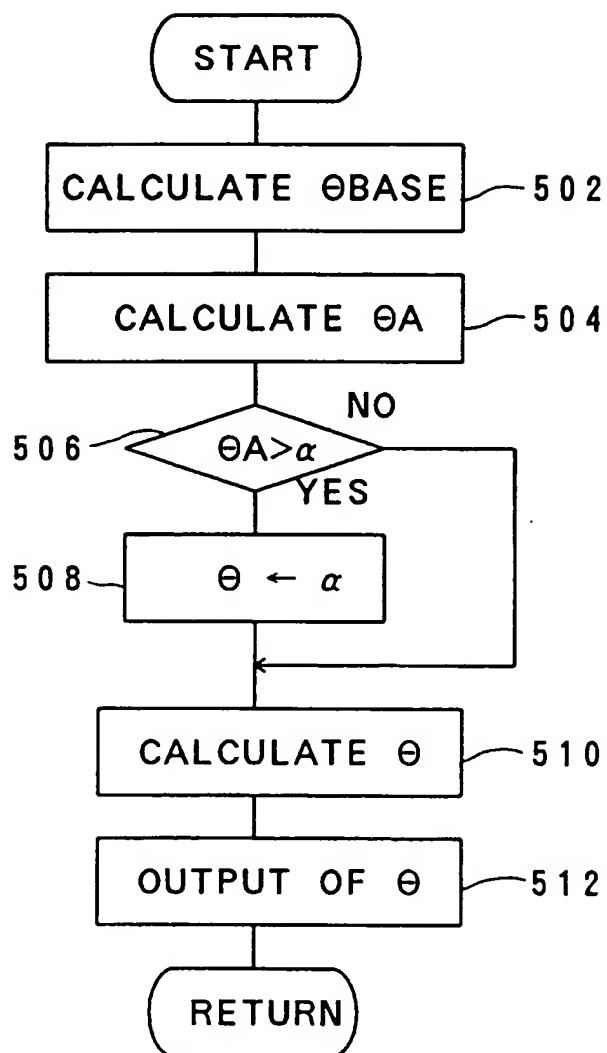 START
CALCULATE ΘBASE
502
CALCULATE ΘA
504
NO
506
ΘA>α
YES
508
Θ ← α
CALCULATE Θ
510
OUTPUT OF Θ
512
RETURN